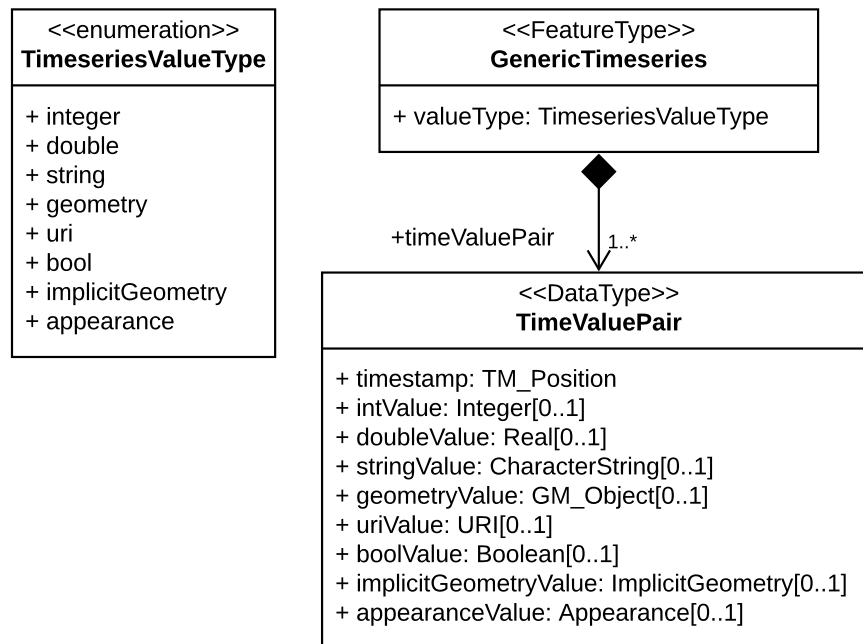 <<enumeration>>
TimeseriesValueType
+ integer
+ double
+ string
+ geometry
+ uri
+ bool
+ implicitGeometry
+ appearance
<<FeatureType>>
GenericTimeseries
+ valueType: TimeseriesValueType
+timeValuePair
1..*
<<DataType>>
TimeValuePair
+ timestamp: TM_Position
+ intValue: Integer[0..1]
+ doubleValue: Real[0..1]
+ stringValue: CharacterString[0..1]
+ geometryValue: GM_Object[0..1]
+ uriValue: URI[0..1]
+ boolValue: Boolean[0..1]
+ implicitGeometryValue: ImplicitGeometry[0..1]
+ appearanceValue: Appearance[0..1]